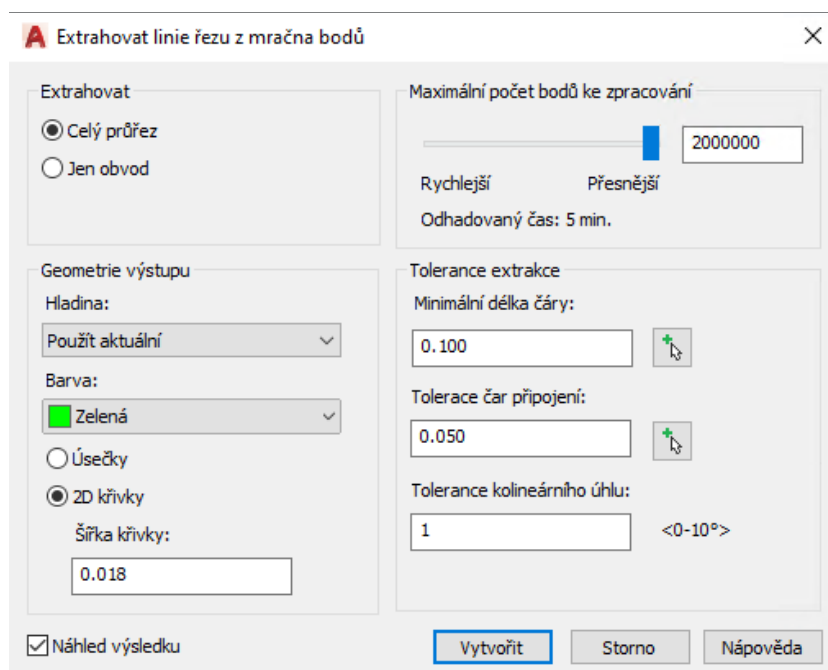 Extrahovat linie řezu z mračna bodů
Extrahovat
Celý průřez
Jen obvod
Maximální počet bodů ke zpracování
2000000
Rychlejší Přesnější
Odhadovaný čas: 5 min.
Geometrie výstupu
Hladina:
Použít aktuální
Barva:
Zelená
Úsečky
2D křivky
Šířka křivky:
0.018
Tolerance extrakce
Minimální délka čáry:
0.100
Tolerace čar připojení:
0.050
Tolerance kolineárního úhlu:
1 <0-10°>
Náhled výsledku
Vytvořit Storno Nápověda